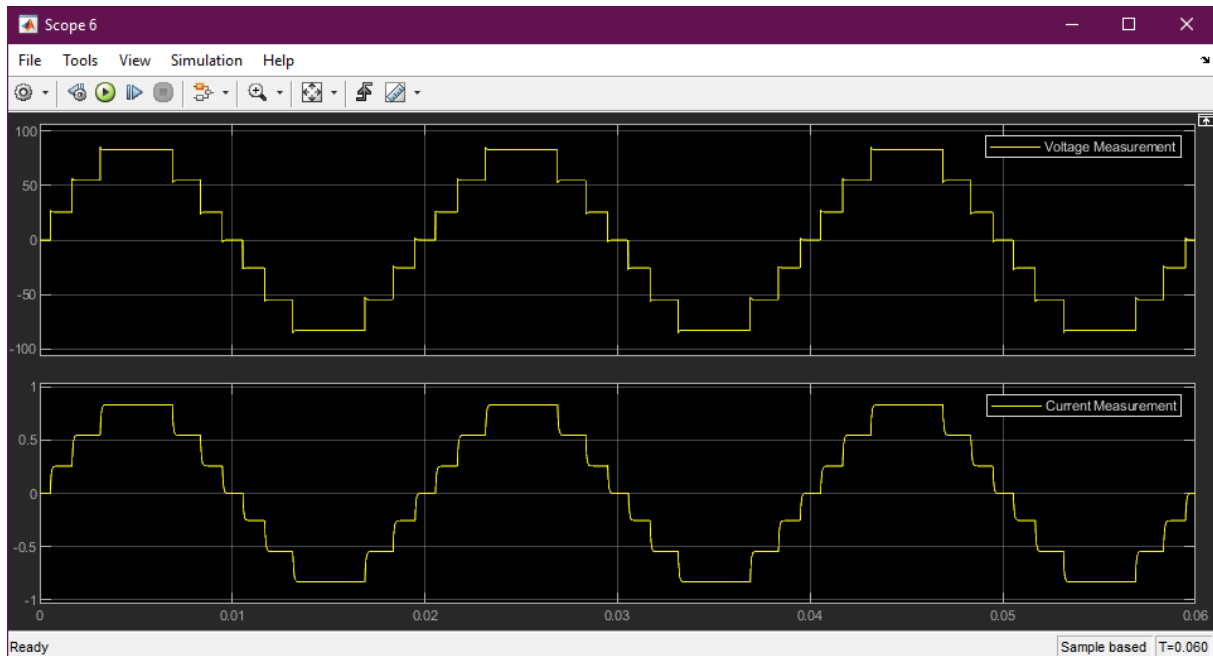 Scope 6
File Tools View Simulation Help
100
Voltage Measurement
50
0
-50
-100
1
Current Measurement
0.5
0
-0.5
-1
0 0.01 0.02 0.03 0.04 0.05 0.06
Ready Sample based T=0.060